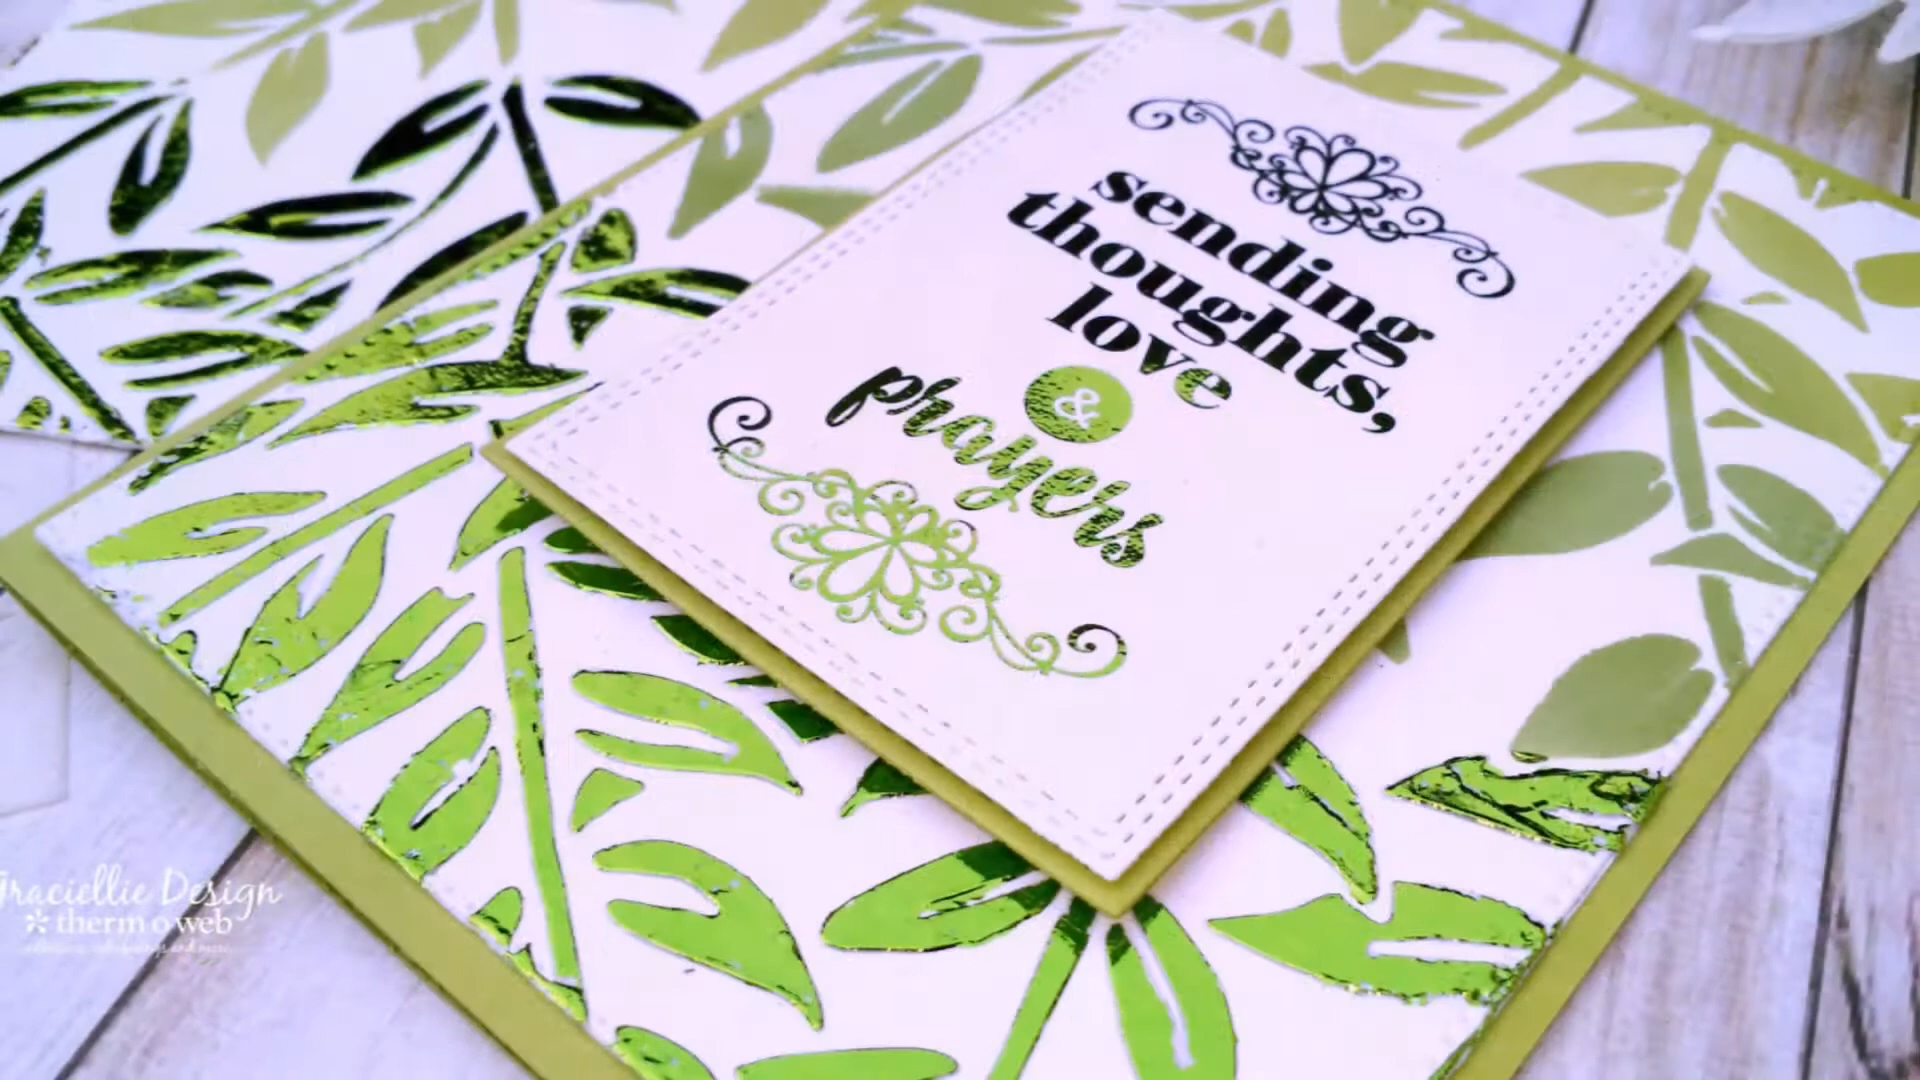 sending
thoughts,
love
&
prayers
Graciellie Design
therm o web